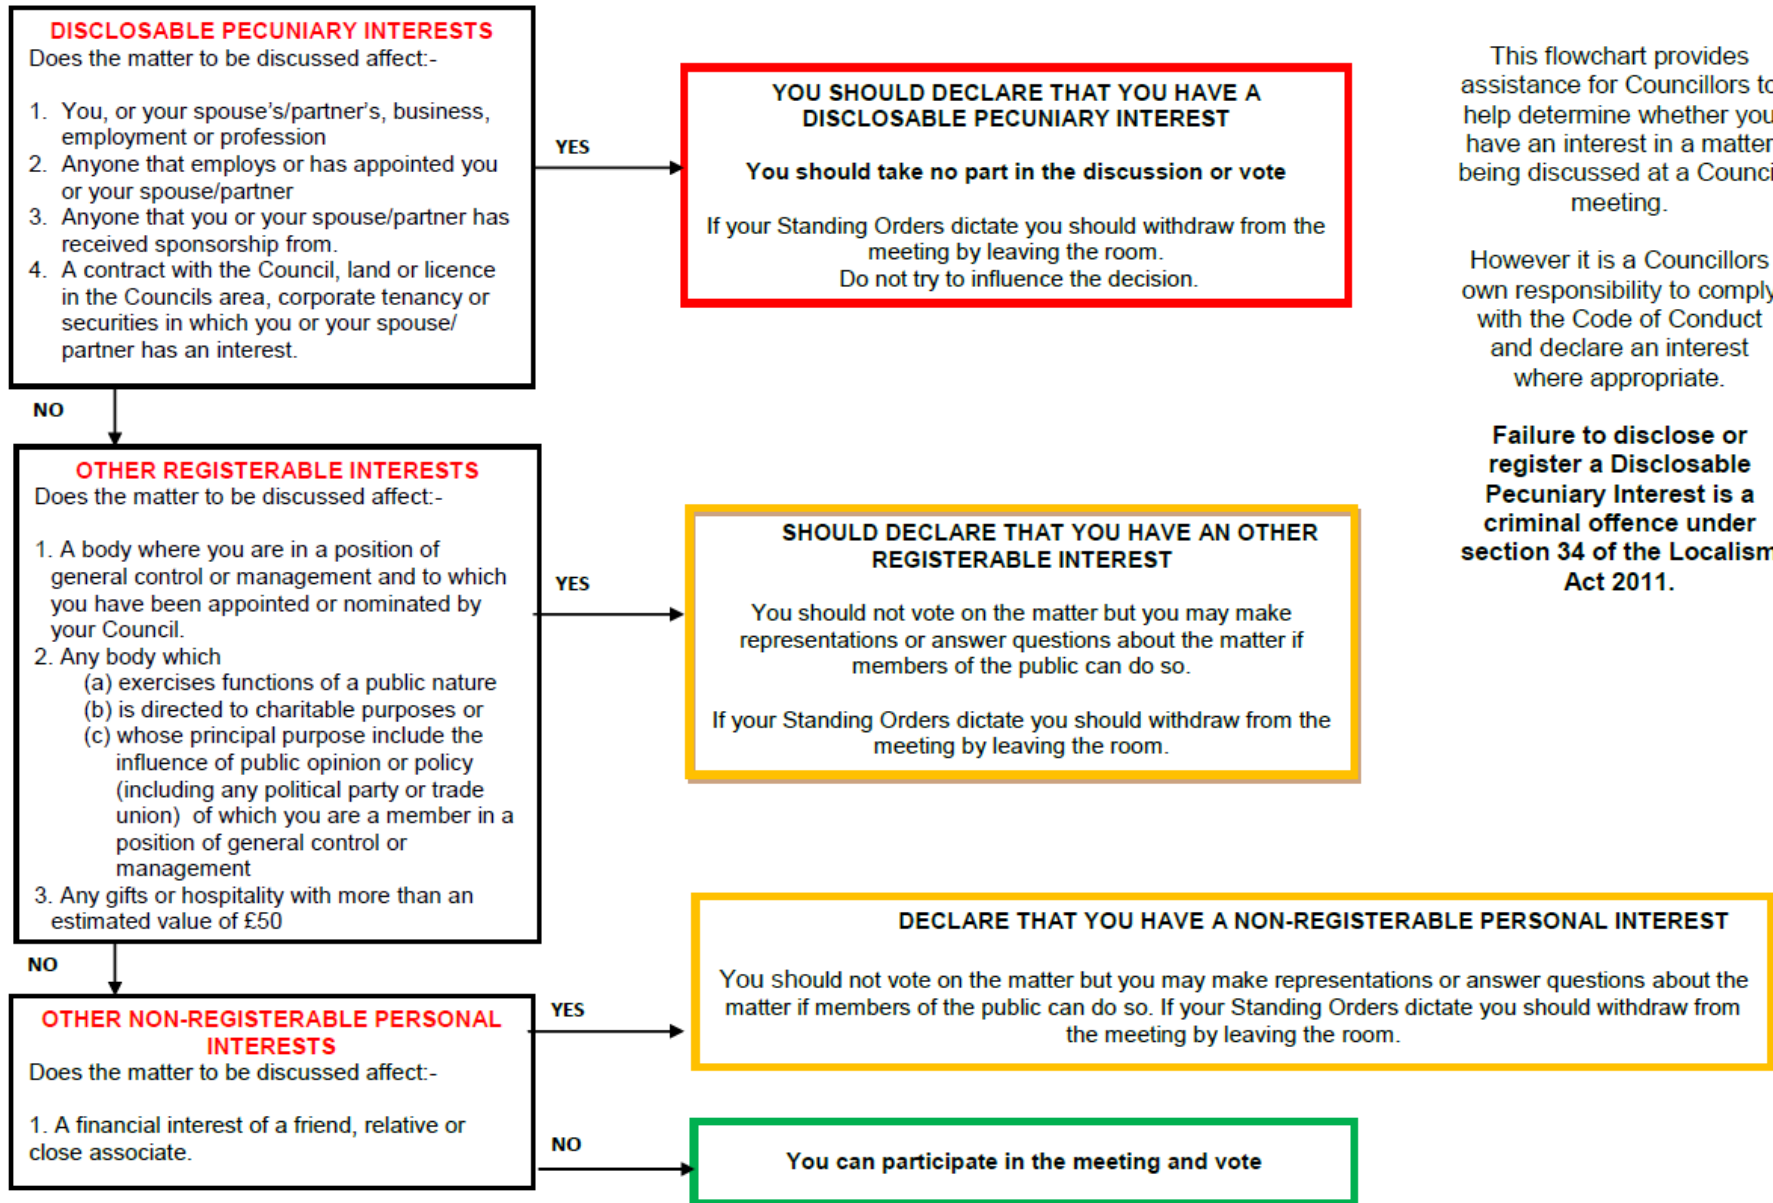 DISCLOSABLE PECUNIARY INTERESTS
Does the matter to be discussed affect:-
1. You, or your spouse's/partner's, business,
employment or profession
2. Anyone that employs or has appointed you
or your spouse/partner
3. Anyone that you or your spouse/partner has
received sponsorship from.
4. A contract with the Council, land or licence
in the Councils area, corporate tenancy or
securities in which you or your spouse/
partner has an interest.
YES
YOU SHOULD DECLARE THAT YOU HAVE A
DISCLOSABLE PECUNIARY INTEREST
You should take no part in the discussion or vote
If your Standing Orders dictate you should withdraw from the
meeting by leaving the room.
Do not try to influence the decision.
This flowchart provides
assistance for Councillors to
help determine whether you
have an interest in a matter
being discussed at a Counci
meeting.
However it is a Councillors
own responsibility to comply
with the Code of Conduct
and declare an interest
where appropriate.
Failure to disclose or
register a Disclosable
Pecuniary Interest is a
criminal offence under
section 34 of the Localism
Act 2011.
NO
OTHER REGISTERABLE INTERESTS
Does the matter to be discussed affect:-
1. A body where you are in a position of
general control or management and to which
you have been appointed or nominated by
your Council.
2. Any body which
(a) exercises functions of a public nature
(b) is directed to charitable purposes or
(c) whose principal purpose include the
influence of public opinion or policy
(including any political party or trade
union) of which you are a member in a
position of general control or
management
3. Any gifts or hospitality with more than an
estimated value of £50
YES
SHOULD DECLARE THAT YOU HAVE AN OTHER
REGISTERABLE INTEREST
You should not vote on the matter but you may make
representations or answer questions about the matter if
members of the public can do so.
If your Standing Orders dictate you should withdraw from the
meeting by leaving the room.
NO
OTHER NON-REGISTERABLE PERSONAL
INTERESTS
Does the matter to be discussed affect:-
1. A financial interest of a friend, relative or
close associate.
YES
DECLARE THAT YOU HAVE A NON-REGISTERABLE PERSONAL INTEREST
You should not vote on the matter but you may make representations or answer questions about the
matter if members of the public can do so. If your Standing Orders dictate you should withdraw from
the meeting by leaving the room.
NO
You can participate in the meeting and vote